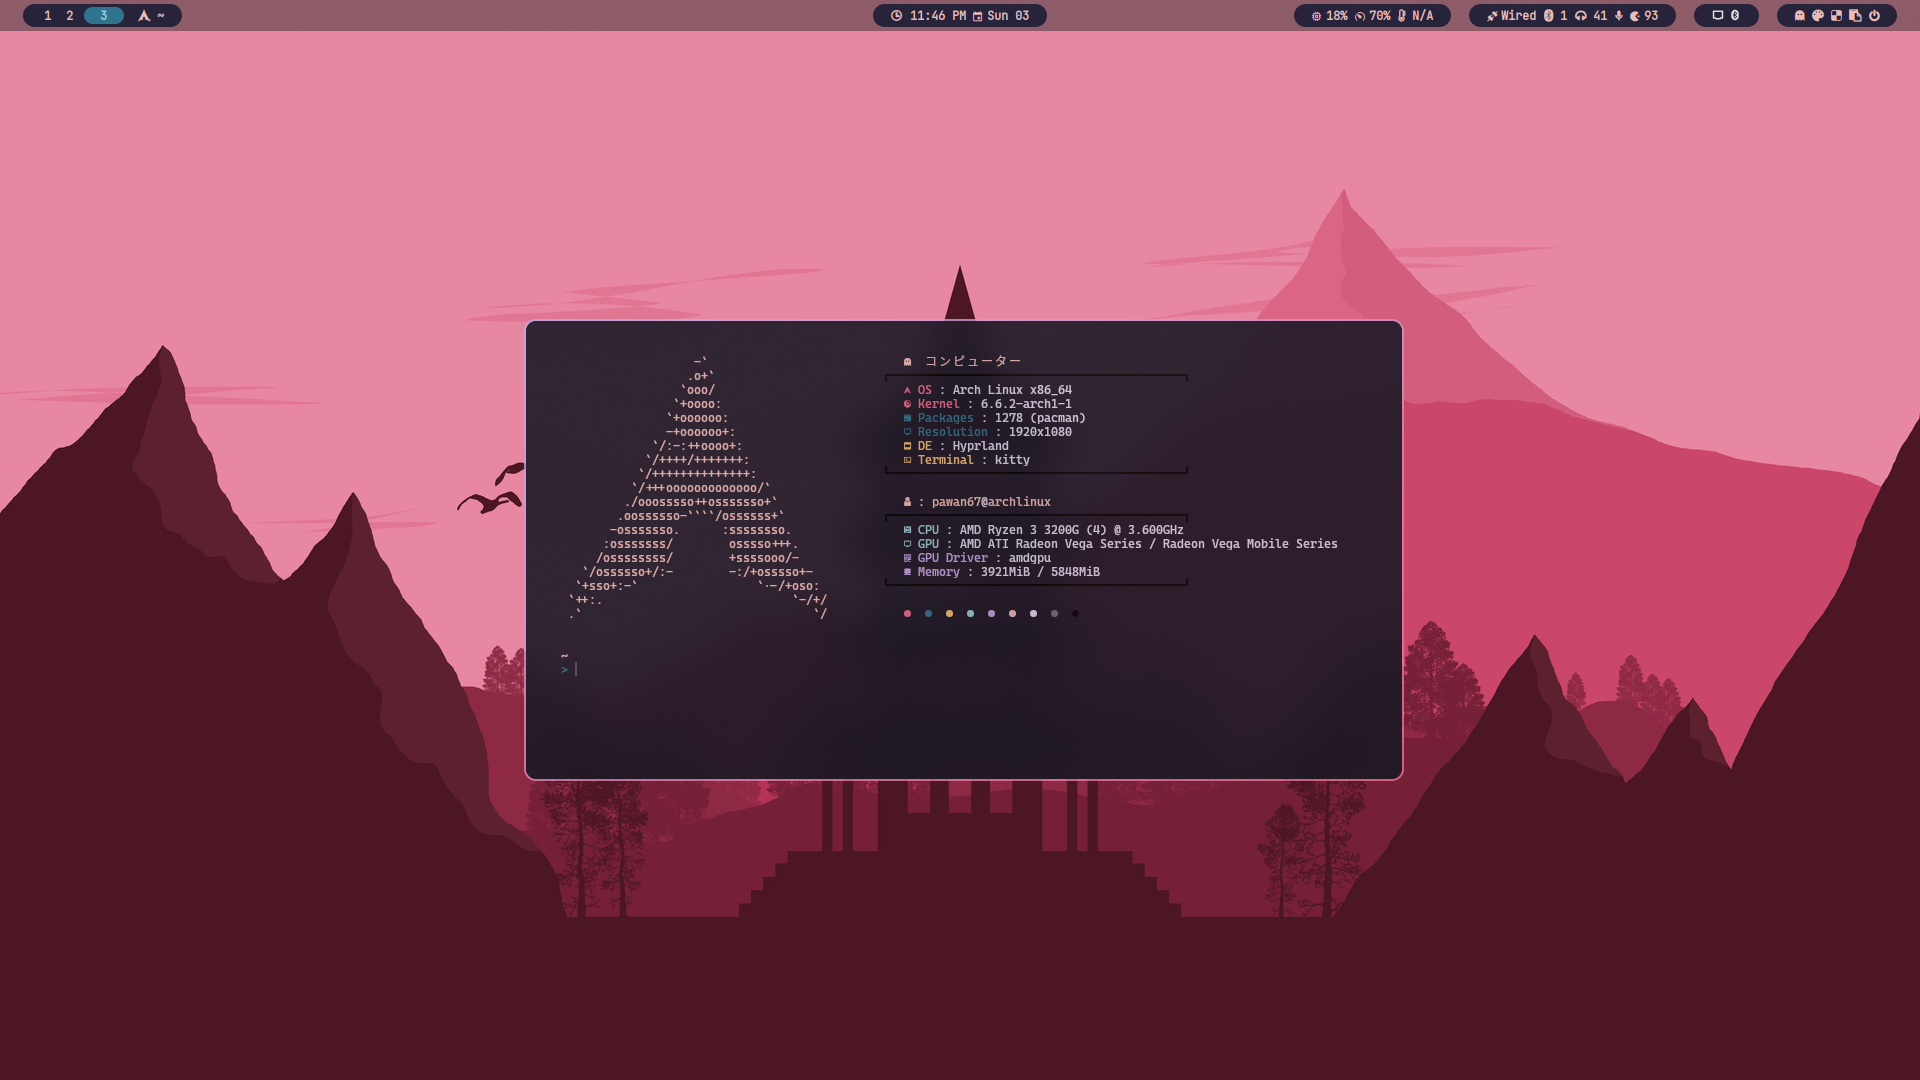 1 2 3 ~
11:46 PM Sun 03
18% 70% N/A
Wired 1 41 93
コンピューター
OS : Arch Linux x86_64
Kernel : 6.6.2-arch1-1
Packages : 1278 (pacman)
Resolution : 1920x1080
DE : Hyprland
Terminal : kitty
: pawan67@archlinux
CPU : AMD Ryzen 3 3200G (4) @ 3.600GHz
GPU : AMD ATI Radeon Vega Series / Radeon Vega Mobile Series
GPU Driver : amdgpu
Memory : 3921MiB / 5848MiB
~
>